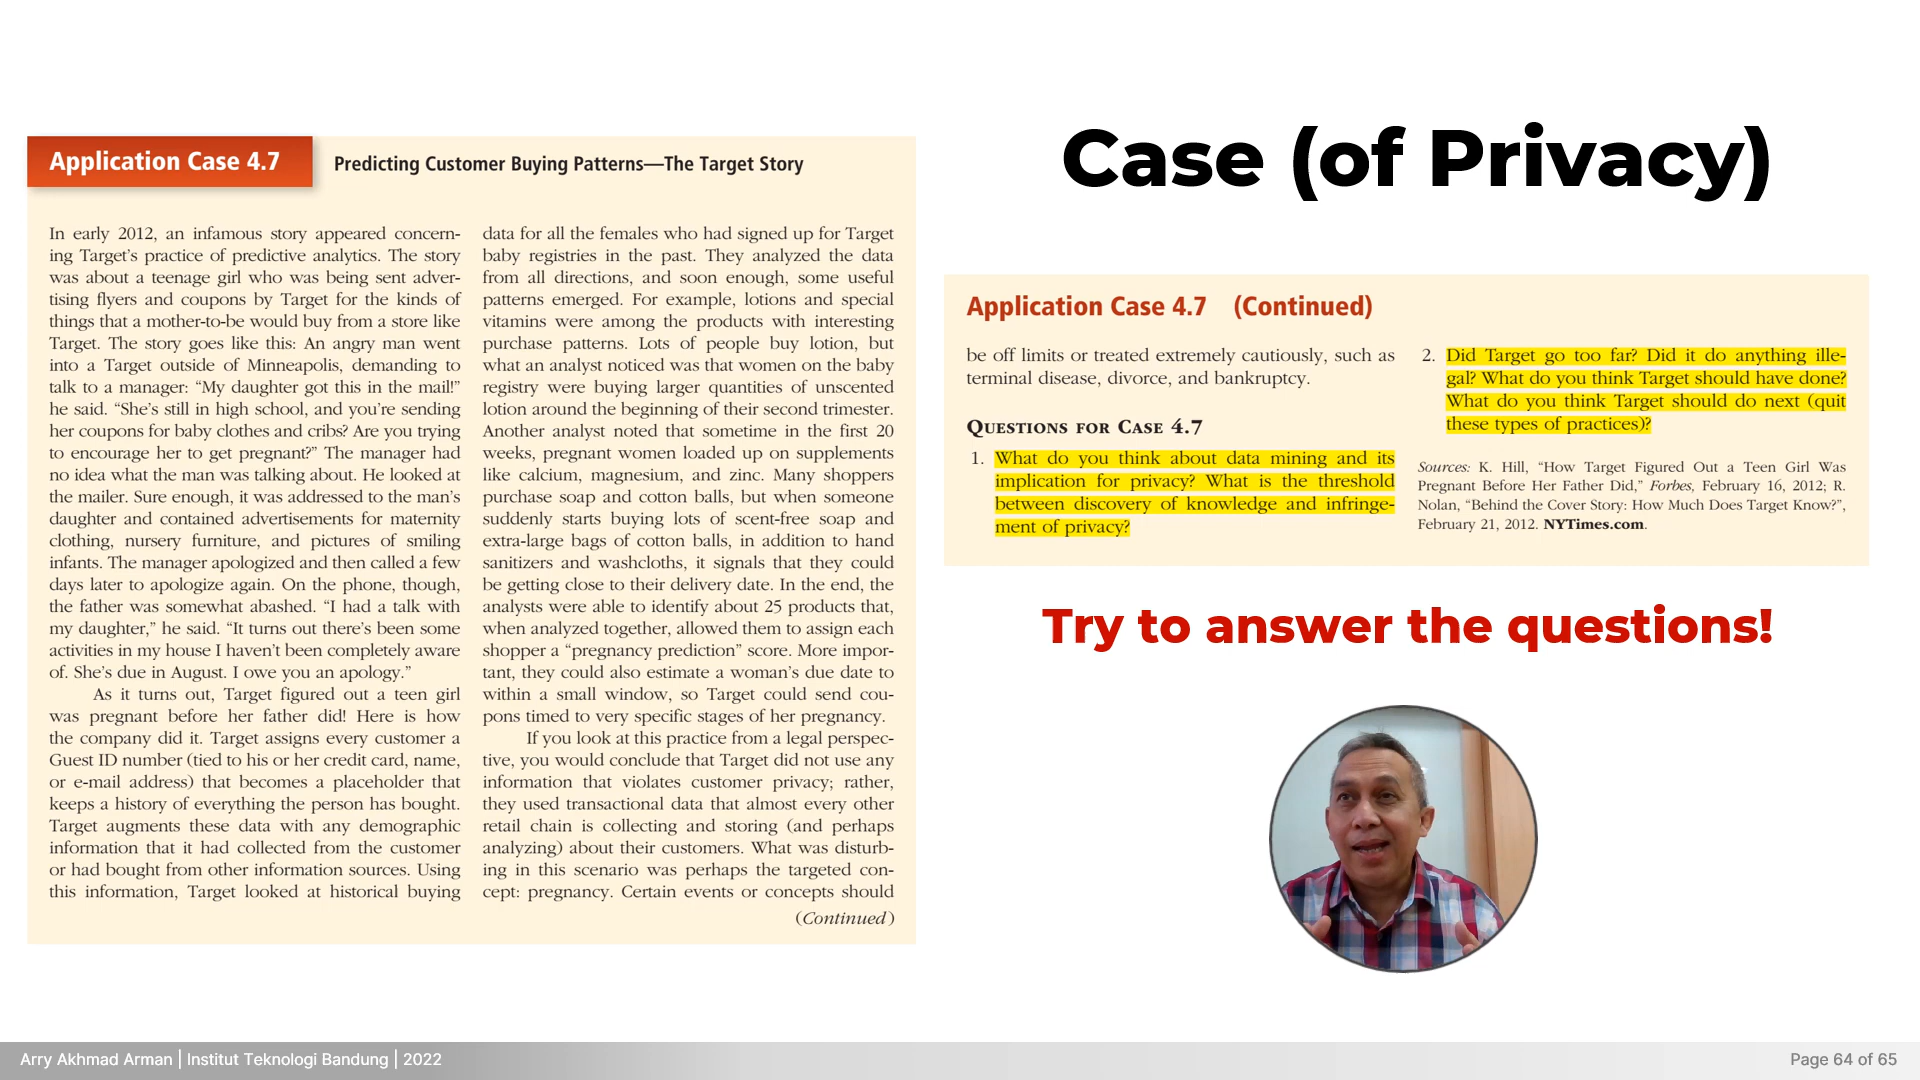 Application Case 4.7
Predicting Customer Buying Patterns—The Target Story
In early 2012, an infamous story appeared concern-
ing Target's practice of predictive analytics. The story
was about a teenage girl who was being sent adver-
tising flyers and coupons by Target for the kinds of
things that a mother-to-be would buy from a store like
Target. The story goes like this: An angry man went
into a Target outside of Minneapolis, demanding to
talk to a manager: “My daughter got this in the mail!”
he said. “She's still in high school, and you're sending
her coupons for baby clothes and cribs? Are you trying
to encourage her to get pregnant?” The manager had
no idea what the man was talking about. He looked at
the mailer. Sure enough, it was addressed to the man's
daughter and contained advertisements for maternity
clothing, nursery furniture, and pictures of smiling
infants. The manager apologized and then called a few
days later to apologize again. On the phone, though,
the father was somewhat abashed. “I had a talk with
my daughter,” he said. “It turns out there's been some
activities in my house I haven't been completely aware
of. She's due in August. I owe you an apology.”
As it turns out, Target figured out a teen girl
was pregnant before her father did! Here is how
the company did it. Target assigns every customer a
Guest ID number (tied to his or her credit card, name,
or e-mail address) that becomes a placeholder that
keeps a history of everything the person has bought.
Target augments these data with any demographic
information that it had collected from the customer
or had bought from other information sources. Using
this information, Target looked at historical buying
data for all the females who had signed up for Target
baby registries in the past. They analyzed the data
from all directions, and soon enough, some useful
patterns emerged. For example, lotions and special
vitamins were among the products with interesting
purchase patterns. Lots of people buy lotion, but
what an analyst noticed was that women on the baby
registry were buying larger quantities of unscented
lotion around the beginning of their second trimester.
Another analyst noted that sometime in the first 20
weeks, pregnant women loaded up on supplements
like calcium, magnesium, and zinc. Many shoppers
purchase soap and cotton balls, but when someone
suddenly starts buying lots of scent-free soap and
extra-large bags of cotton balls, in addition to hand
sanitizers and washcloths, it signals that they could
be getting close to their delivery date. In the end, the
analysts were able to identify about 25 products that,
when analyzed together, allowed them to assign each
shopper a “pregnancy prediction” score. More impor-
tant, they could also estimate a woman's due date to
within a small window, so Target could send cou-
pons timed to very specific stages of her pregnancy.
If you look at this practice from a legal perspec-
tive, you would conclude that Target did not use any
information that violates customer privacy; rather,
they used transactional data that almost every other
retail chain is collecting and storing (and perhaps
analyzing) about their customers. What was disturb-
ing in this scenario was perhaps the targeted con-
cept: pregnancy. Certain events or concepts should
(Continued)
Case (of Privacy)
Application Case 4.7 (Continued)
be off limits or treated extremely cautiously, such as
terminal disease, divorce, and bankruptcy.
QUESTIONS FOR CASE 4.7
1. What do you think about data mining and its
implication for privacy? What is the threshold
between discovery of knowledge and infringe-
ment of privacy?
2. Did Target go too far? Did it do anything ille-
gal? What do you think Target should have done?
What do you think Target should do next (quit
these types of practices)?
Sources: K. Hill, “How Target Figured Out a Teen Girl Was
Pregnant Before Her Father Did,” Forbes, February 16, 2012; R.
Nolan, “Behind the Cover Story: How Much Does Target Know?”,
February 21, 2012. NYTimes.com.
Try to answer the questions!
Arry Akhmad Arman | Institut Teknologi Bandung | 2022
Page 64 of 65